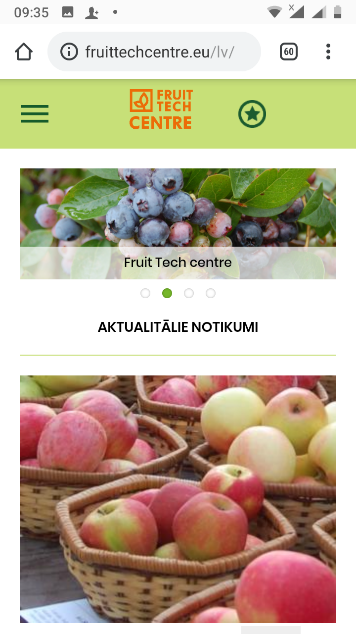 09:35
fruittechcentre.eu/lv/
60
FRUIT
TECH
CENTRE
Fruit Tech centre
AKTUALITĀLIE NOTIKUMI